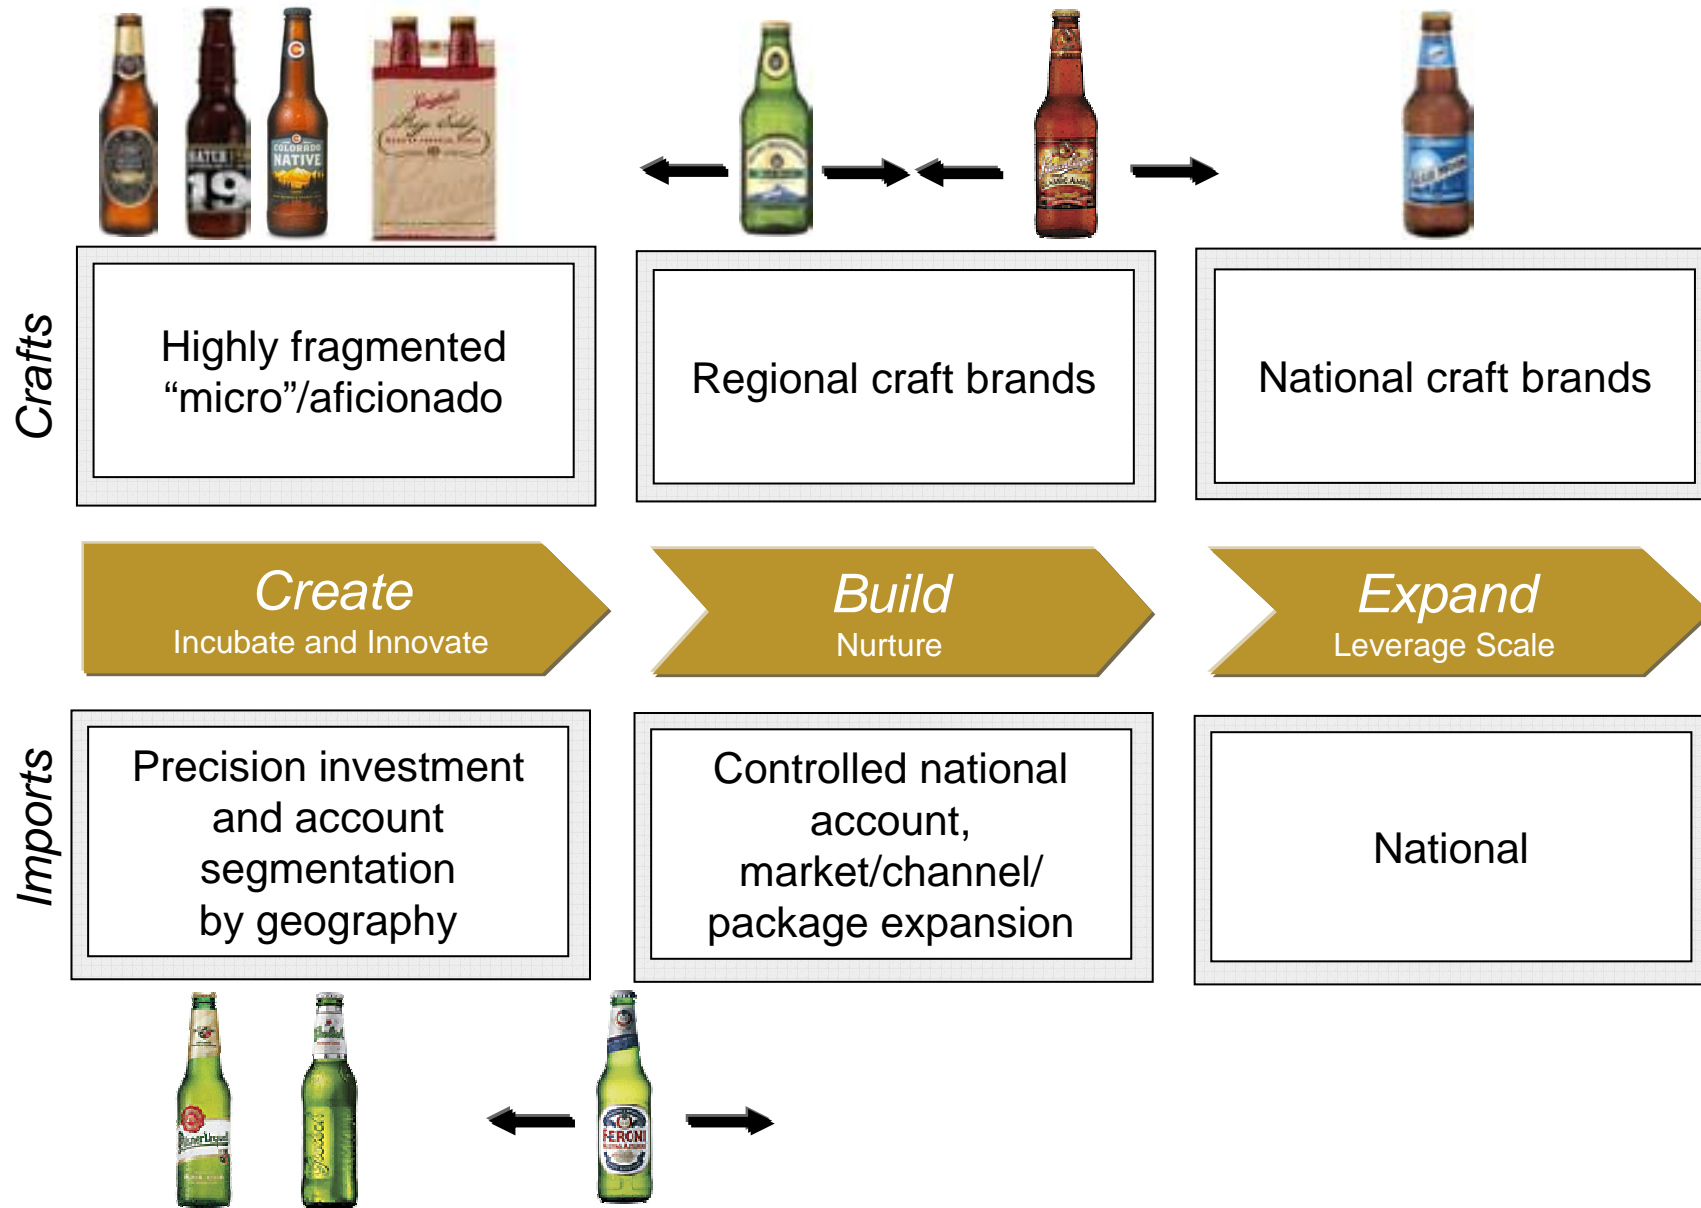 COLORADO
NATIVE
19
Crafts
Highly fragmented
“micro”/aficionado
Regional craft brands
National craft brands
Create
Incubate and Innovate
Build
Nurture
Expand
Leverage Scale
Imports
Precision investment
and account
segmentation
by geography
Controlled national
account,
market/channel/
package expansion
National
Pilsner Urquell
PERONI